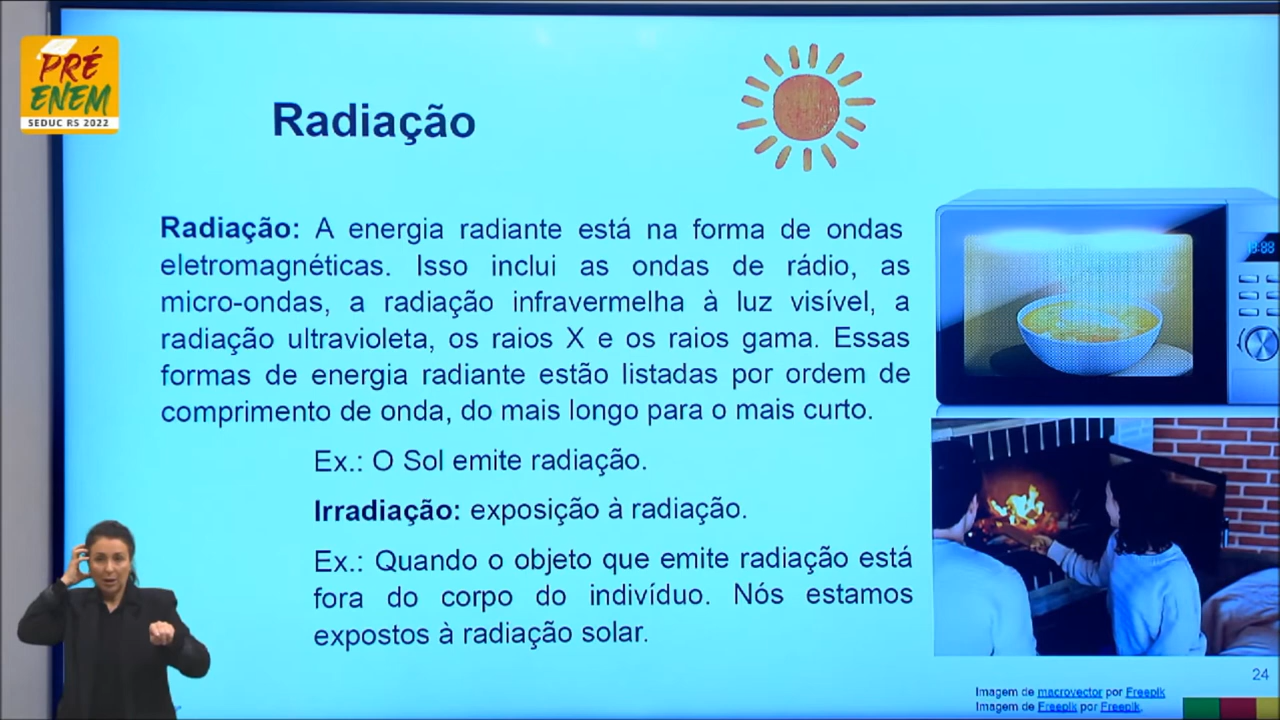 PRÉ
ENEM
SEDUC RS 2022
Radiação
Radiação: A energia radiante está na forma de ondas
eletromagnéticas. Isso inclui as ondas de rádio, as
micro-ondas, a radiação infravermelha à luz visível, a
radiação ultravioleta, os raios X e os raios gama. Essas
formas de energia radiante estão listadas por ordem de
comprimento de onda, do mais longo para o mais curto.
Ex.: O Sol emite radiação.
Irradiação: exposição à radiação.
Ex.: Quando o objeto que emite radiação está
fora do corpo do indivíduo. Nós estamos
expostos à radiação solar.
24
Imagem de macrovector por Freepik
Imagem de Freepik por Freepik.